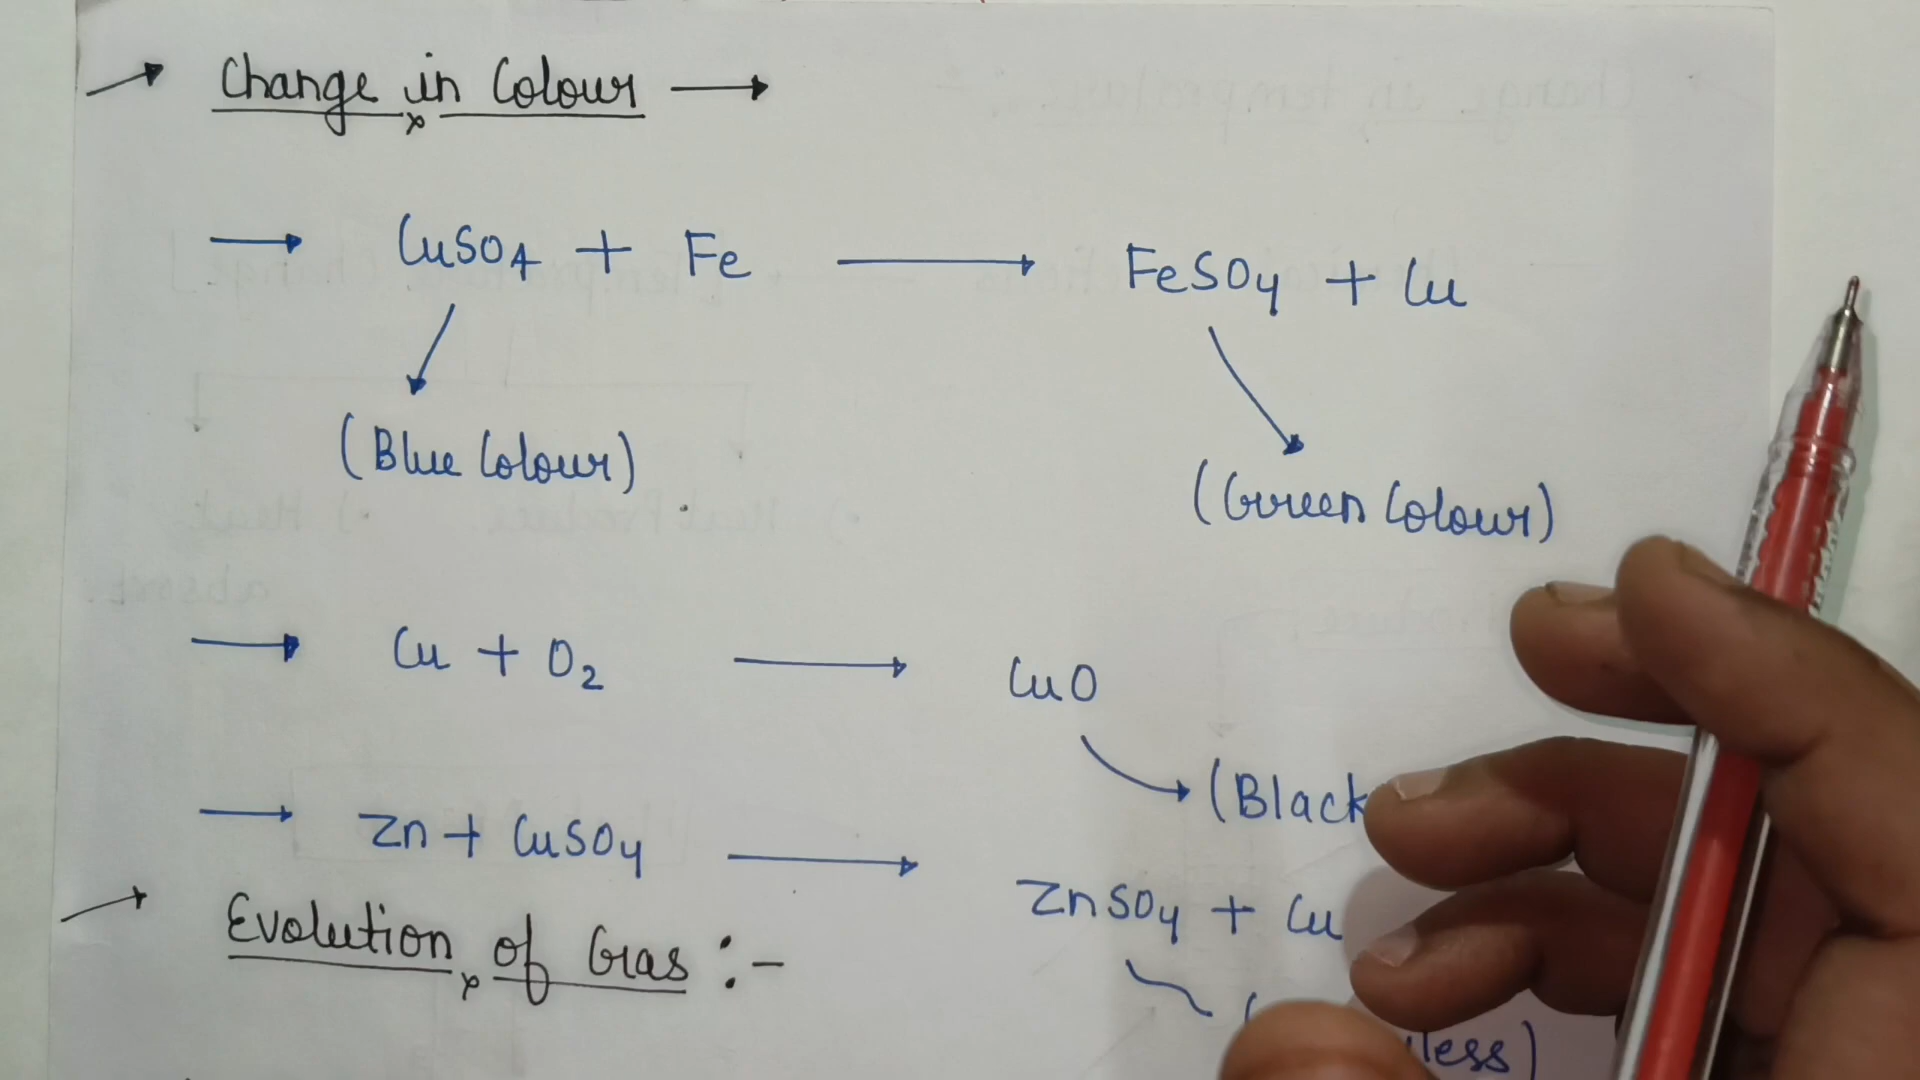 Change in Colour
CuSO4 + Fe → FeSO4 + Cu
(Blue Colour)
(Green Colour)
Cu + O2 → CuO
(Black
Zn + CuSO4 → ZnSO4 + Cu
Evolution of Gas :-
less)